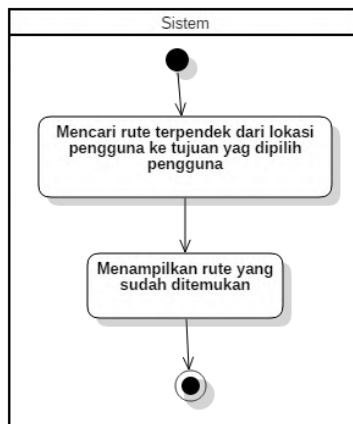 Sistem
Mencari rute terpendek dari lokasi
pengguna ke tujuan yag dipilih
pengguna
Menampilkan rute yang
sudah ditemukan